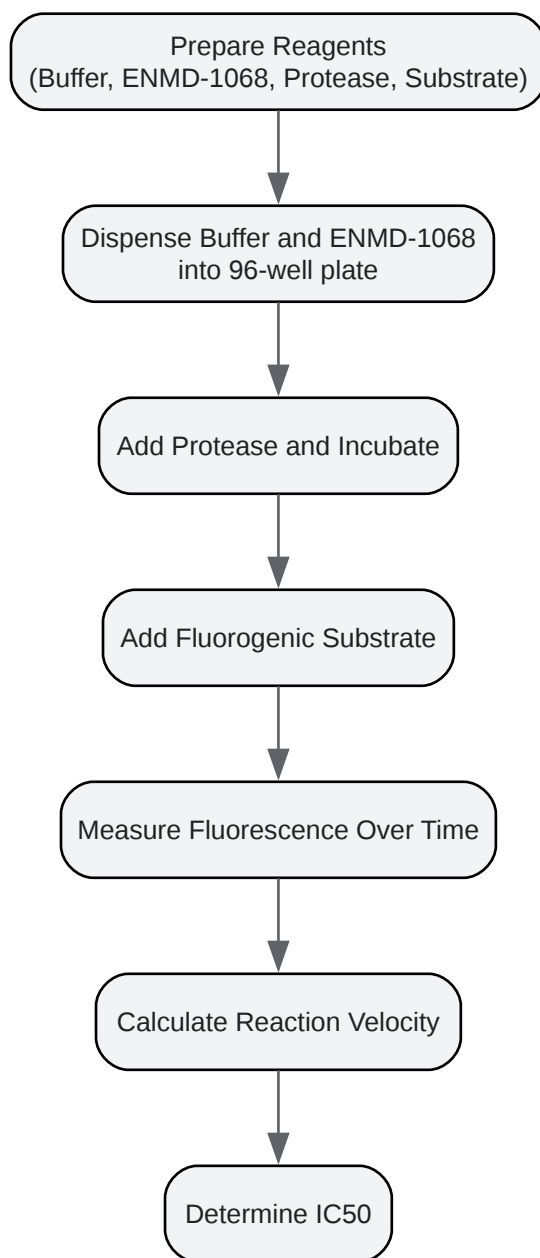 Prepare Reagents
(Buffer, ENMD-1068, Protease, Substrate)
Dispense Buffer and ENMD-1068
into 96-well plate
Add Protease and Incubate
Add Fluorogenic Substrate
Measure Fluorescence Over Time
Calculate Reaction Velocity
Determine IC50